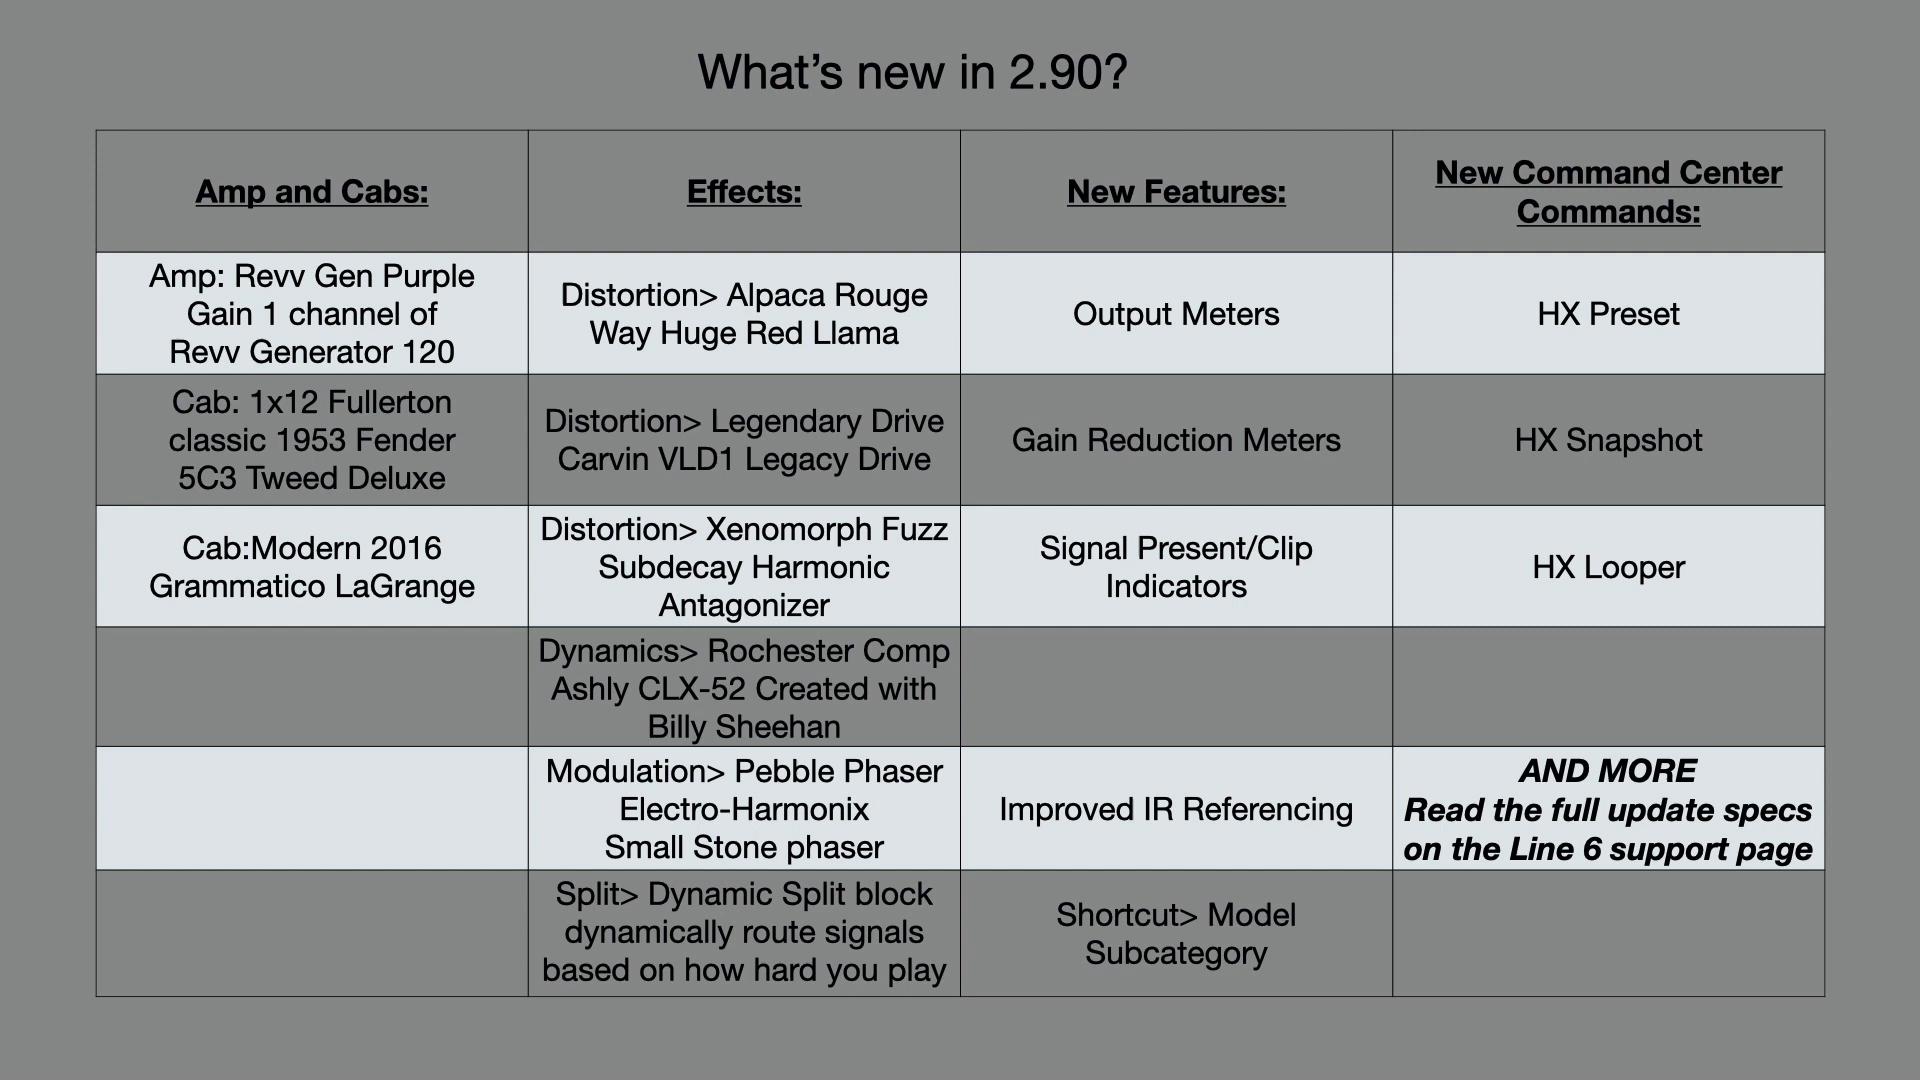 What's new in 2.90?
Amp and Cabs:
Effects:
New Features:
New Command Center
Commands:
Amp: Revv Gen Purple
Gain 1 channel of
Revv Generator 120
Distortion> Alpaca Rouge
Way Huge Red Llama
Output Meters
HX Preset
Cab: 1x12 Fullerton
classic 1953 Fender
5C3 Tweed Deluxe
Distortion> Legendary Drive
Carvin VLD1 Legacy Drive
Gain Reduction Meters
HX Snapshot
Cab:Modern 2016
Grammatico LaGrange
Distortion> Xenomorph Fuzz
Subdecay Harmonic
Antagonizer
Signal Present/Clip
Indicators
HX Looper
Dynamics> Rochester Comp
Ashly CLX-52 Created with
Billy Sheehan
Modulation> Pebble Phaser
Electro-Harmonix
Small Stone phaser
Improved IR Referencing
AND MORE
Read the full update specs
on the Line 6 support page
Split> Dynamic Split block
dynamically route signals
based on how hard you play
Shortcut> Model
Subcategory